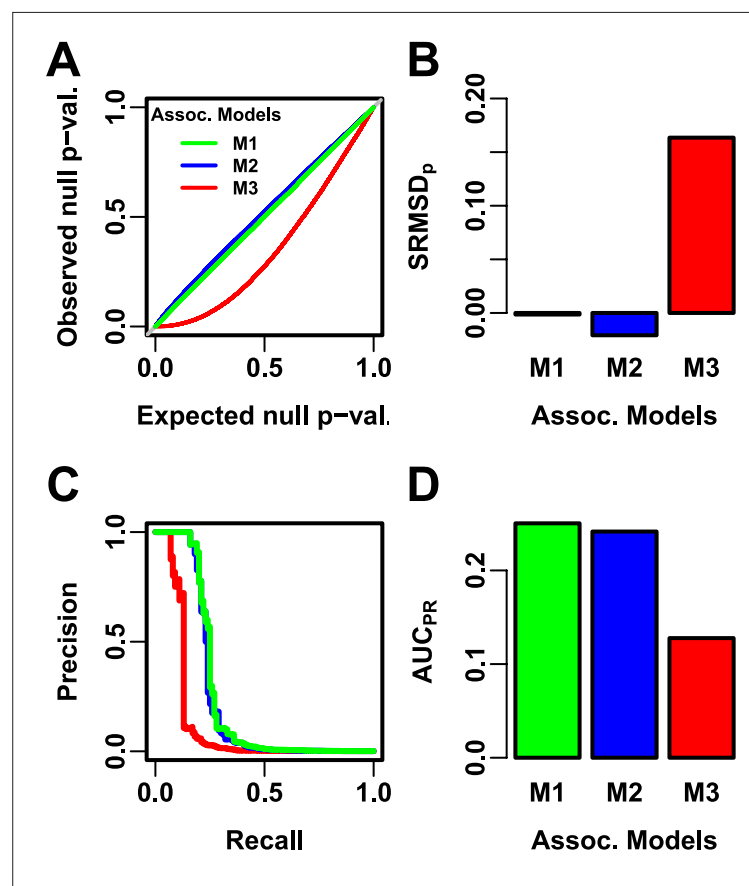 A
Observed null p-val.
1.0
0.5
0.0
Assoc. Models
M1
M2
M3
0.0 0.5 1.0
Expected null p-val.
B
SRMSDp
0.20
0.10
0.00
M1 M2 M3
Assoc. Models
C
Precision
1.0
0.5
0.0
0.0 0.5 1.0
Recall
D
AUCPR
0.2
0.1
0.0
M1 M2 M3
Assoc. Models